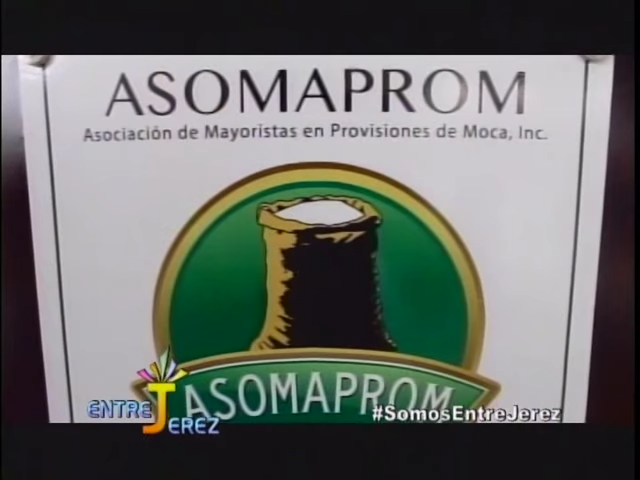 ASOMAPROM
Asociación de Mayoristas en Provisiones de Moca, Inc.
ASOMAPROM
ENTRE JEREZ
#SomosEntreJerez